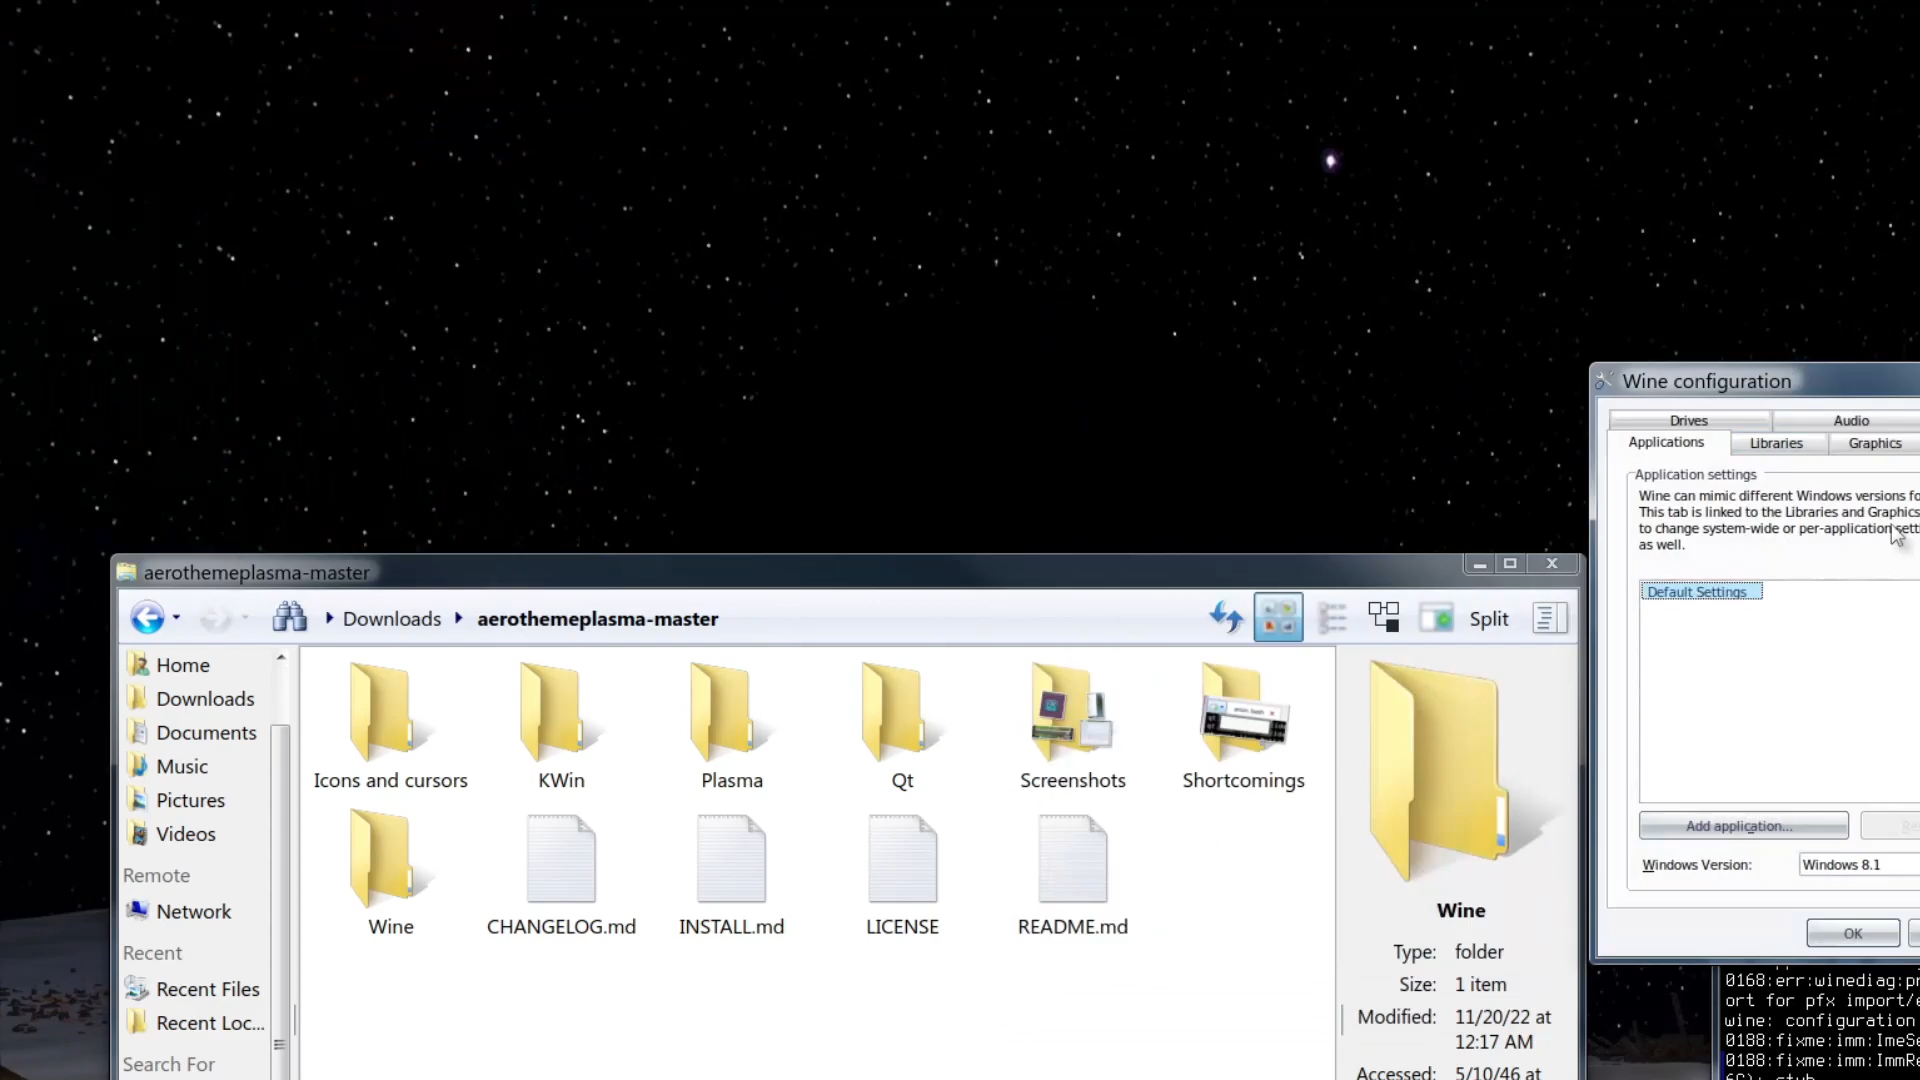 Wine configuration
Drives
Audio
Applications
Libraries
Graphics
Application settings
Wine can mimic different Windows versions fo
This tab is linked to the Libraries and Graphics
to change system-wide or per-application setti
as well.
Default Settings
Add application...
Windows Version:
Windows 8.1
OK
aerothemeplasma-master
Downloads
aerothemeplasma-master
Split
Home
Downloads
Documents
Music
Pictures
Videos
Remote
Network
Recent
Recent Files
Recent Loc...
Search For
Icons and cursors
KWin
Plasma
Qt
Screenshots
Shortcomings
Wine
CHANGELOG.md
INSTALL.md
LICENSE
README.md
Wine
Type: folder
Size: 1 item
Modified: 11/20/22 at
12:17 AM
Accessed: 5/10/46 at
0168:err:winediag:pr
ort for pfx import/e
wine: configuration
0188:fixme:imm:ImeSe
0188:fixme:imm:ImmRe